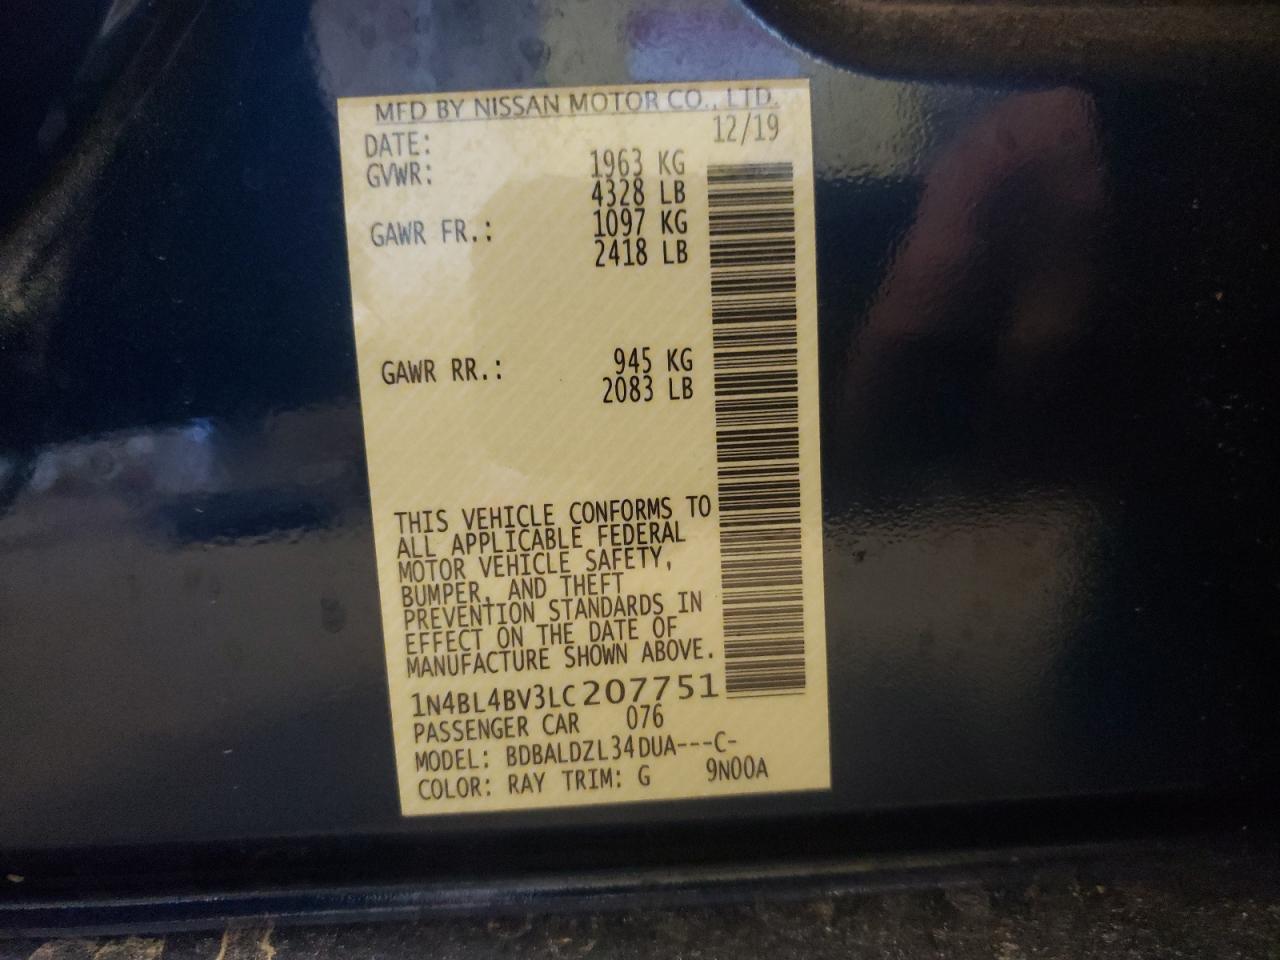 MFD BY NISSAN MOTOR CO., LTD.
DATE: 12/19
GVWR: 1963 KG
4328 LB
GAWR FR.: 1097 KG
2418 LB
GAWR RR.: 945 KG
2083 LB
THIS VEHICLE CONFORMS TO
ALL APPLICABLE FEDERAL
MOTOR VEHICLE SAFETY,
BUMPER, AND THEFT
PREVENTION STANDARDS IN
EFFECT ON THE DATE OF
MANUFACTURE SHOWN ABOVE.
1N4BL4BV3LC207751
PASSENGER CAR 076
MODEL: BDBALDZL34DUA---C-
COLOR: RAY TRIM: G 9N00A